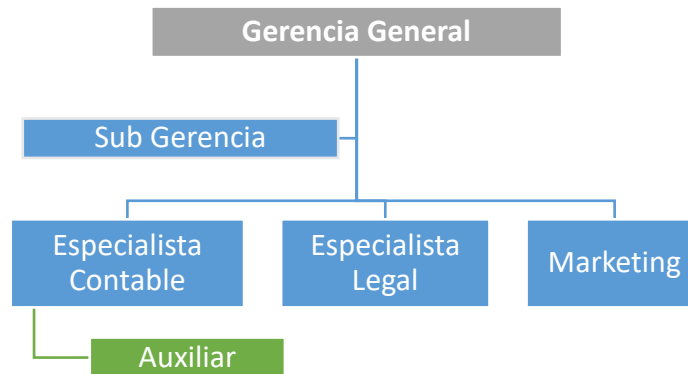 Gerencia General
Sub Gerencia
Especialista
Contable
Especialista
Legal
Marketing
Auxiliar